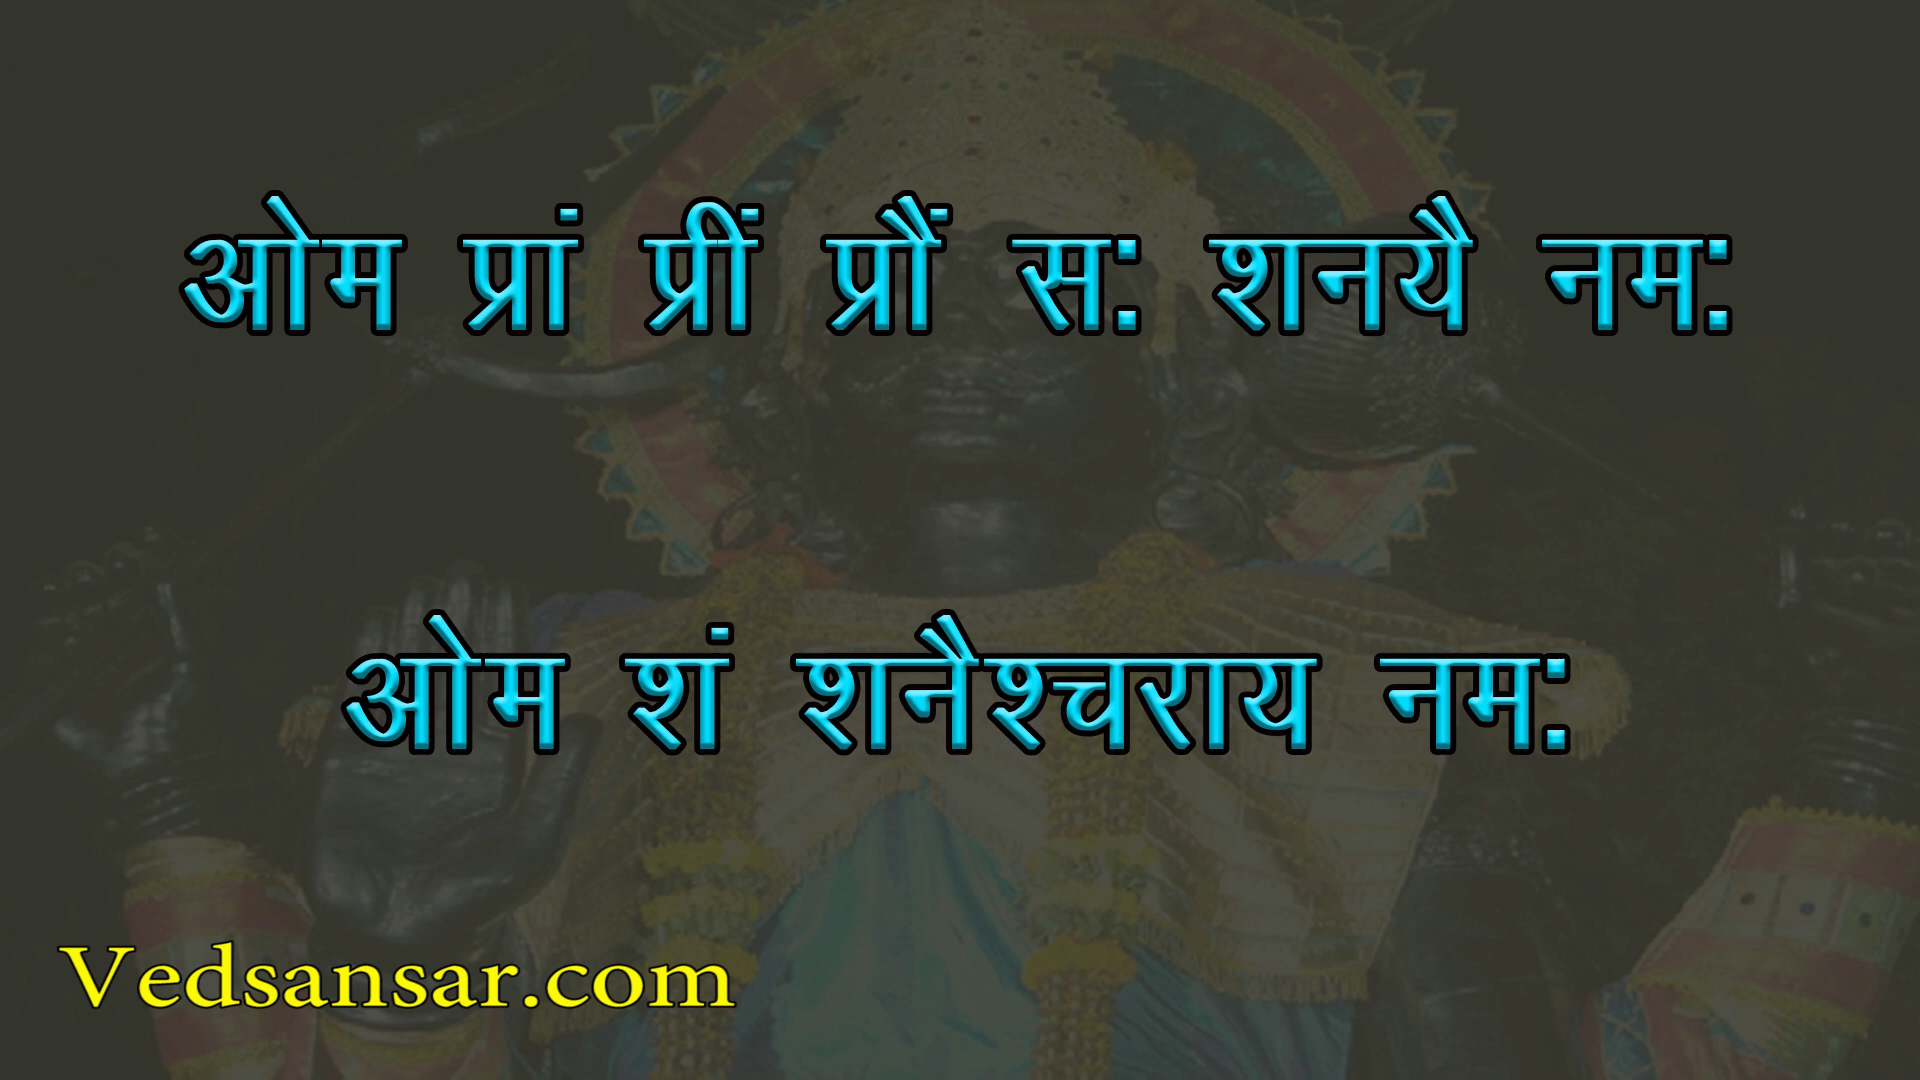 ओम प्रां प्रीं प्रौं स: शनयै नम:
ओम शं शनैश्चराय नम:
Vedsansar.com